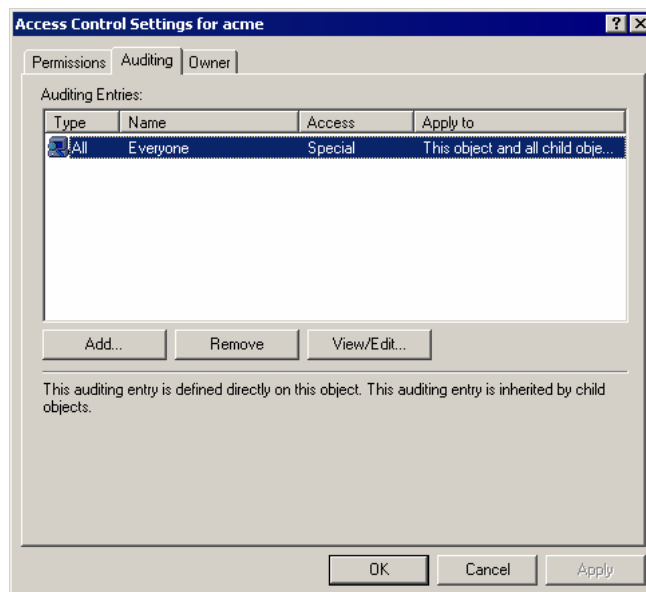 Access Control Settings for acme
Permissions Auditing Owner
Auditing Entries:
Type Name Access Apply to
All Everyone Special This object and all child obje...
Add... Remove View/Edit...
This auditing entry is defined directly on this object. This auditing entry is inherited by child
objects.
OK Cancel Apply